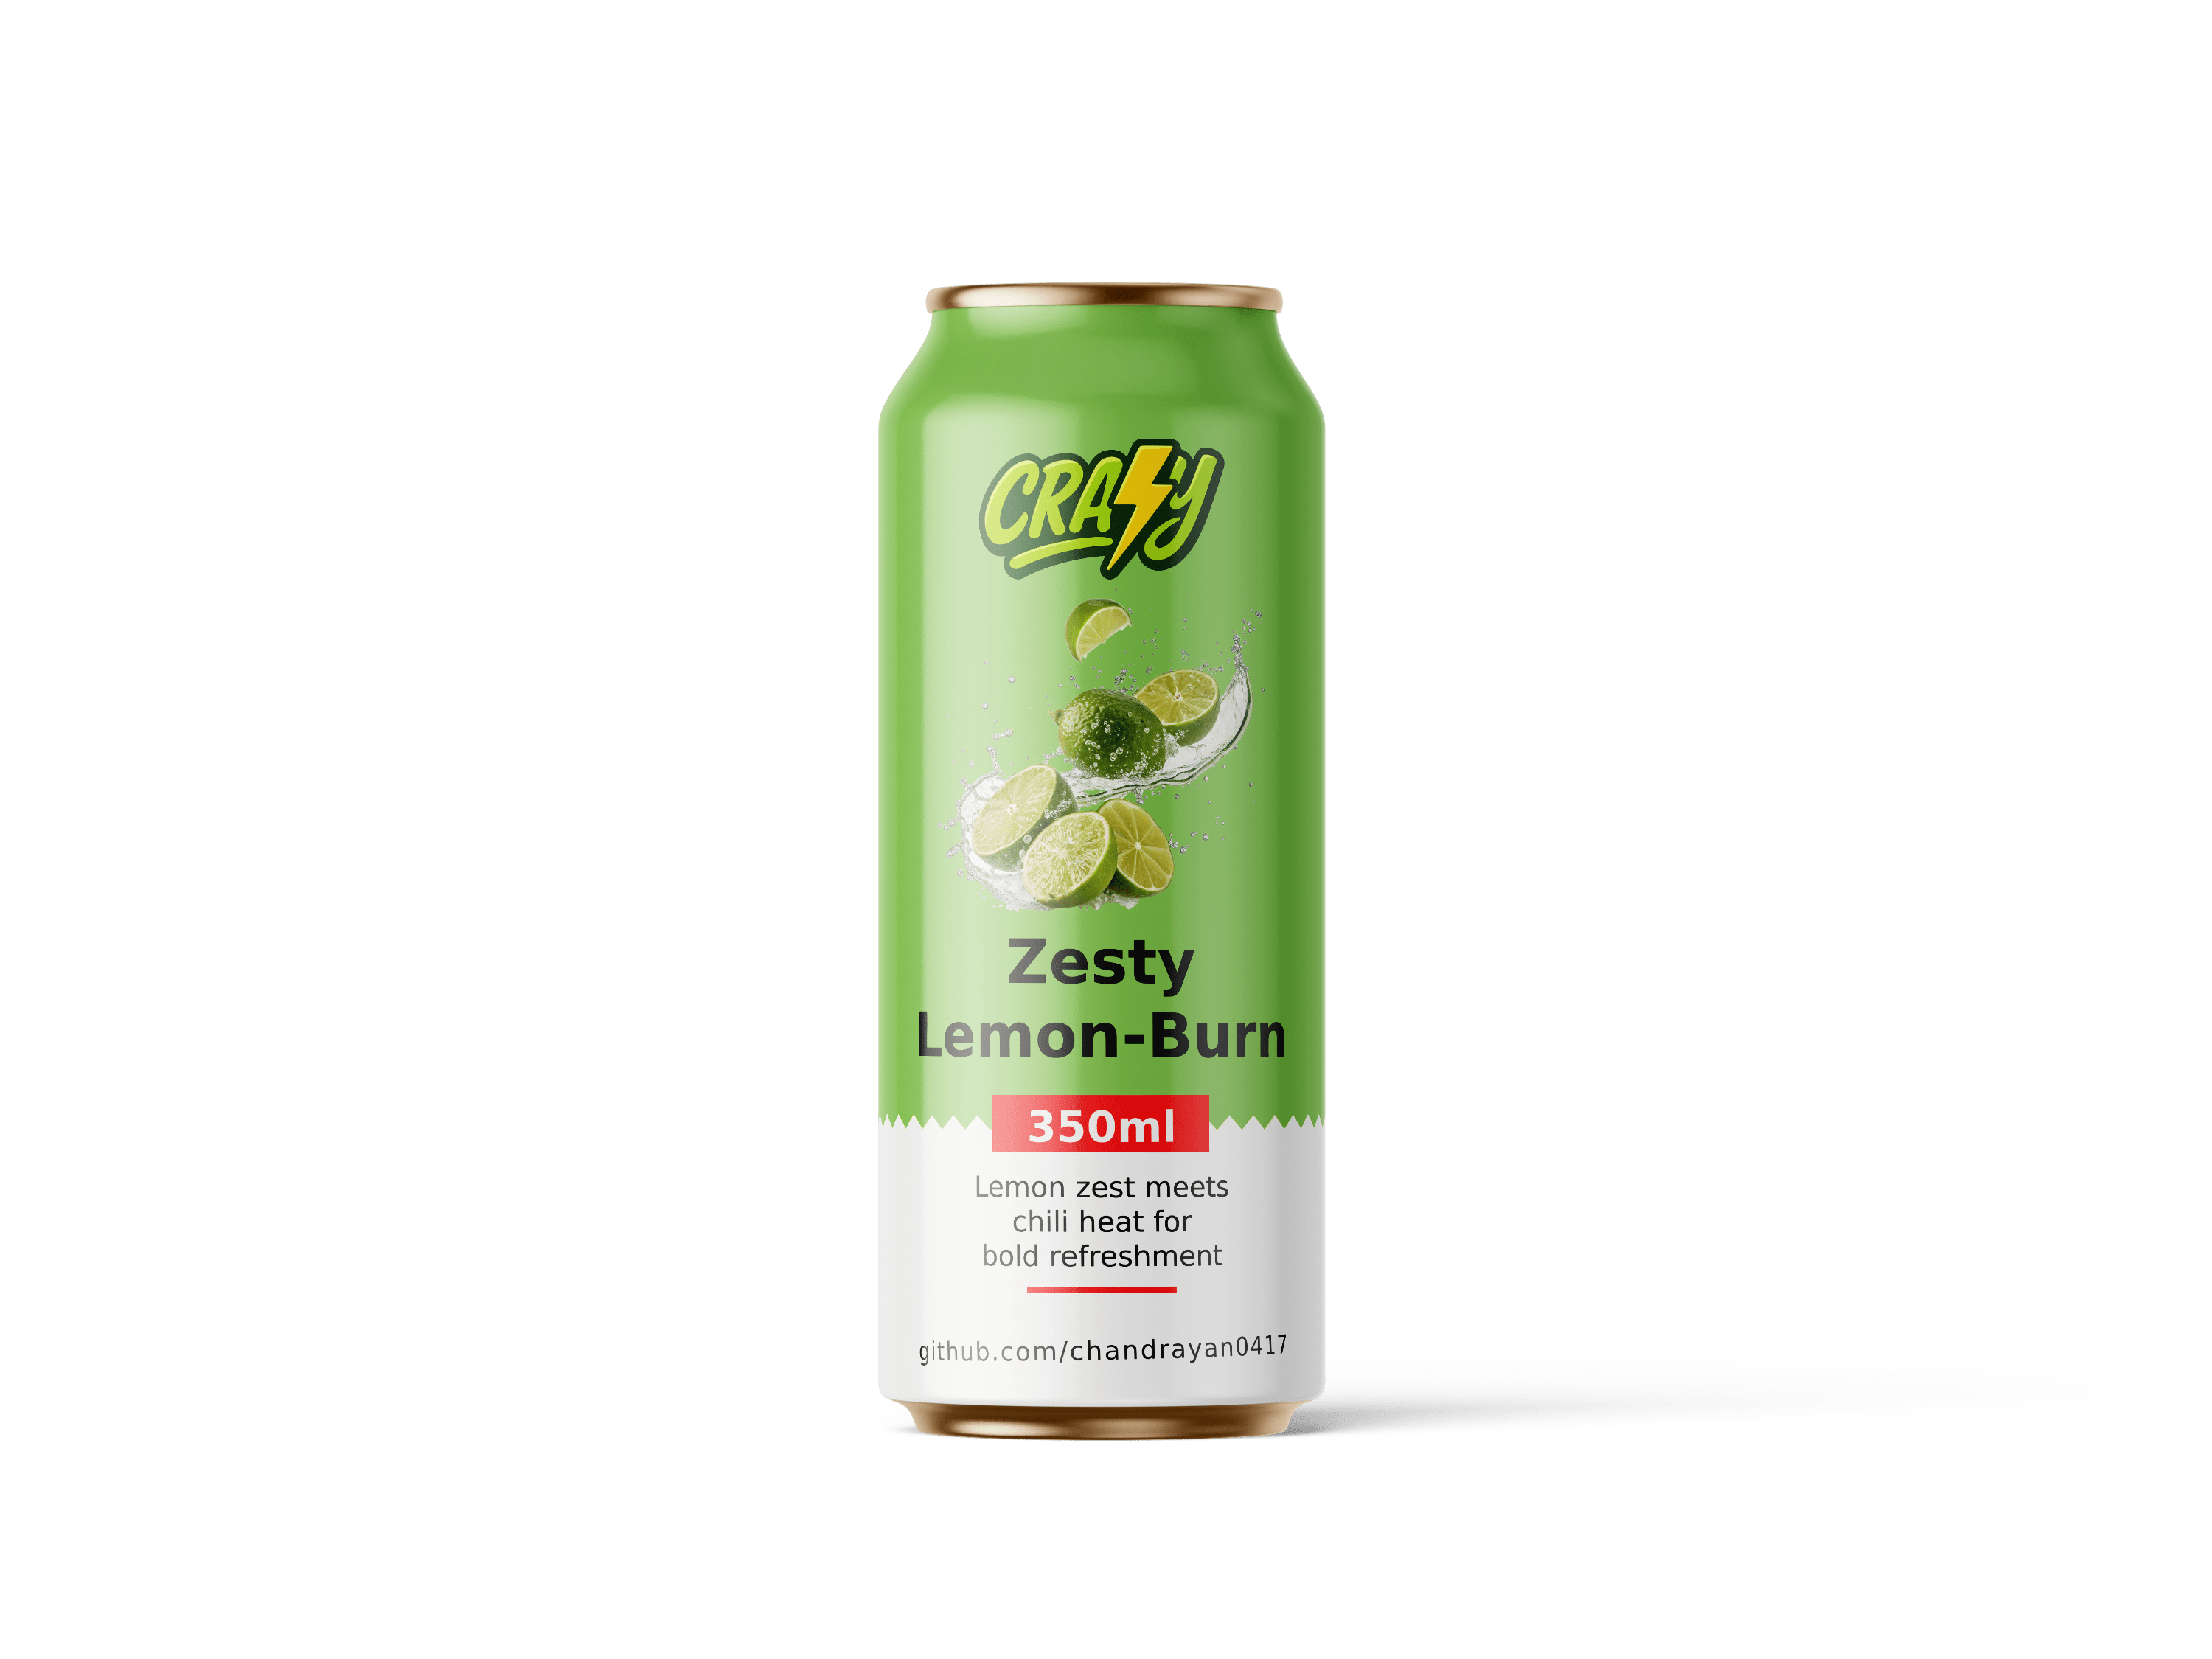 CRAZY
Zesty
Lemon-Burn
350ml
Lemon zest meets
chili heat for
bold refreshment
github.com/chandrayan0417